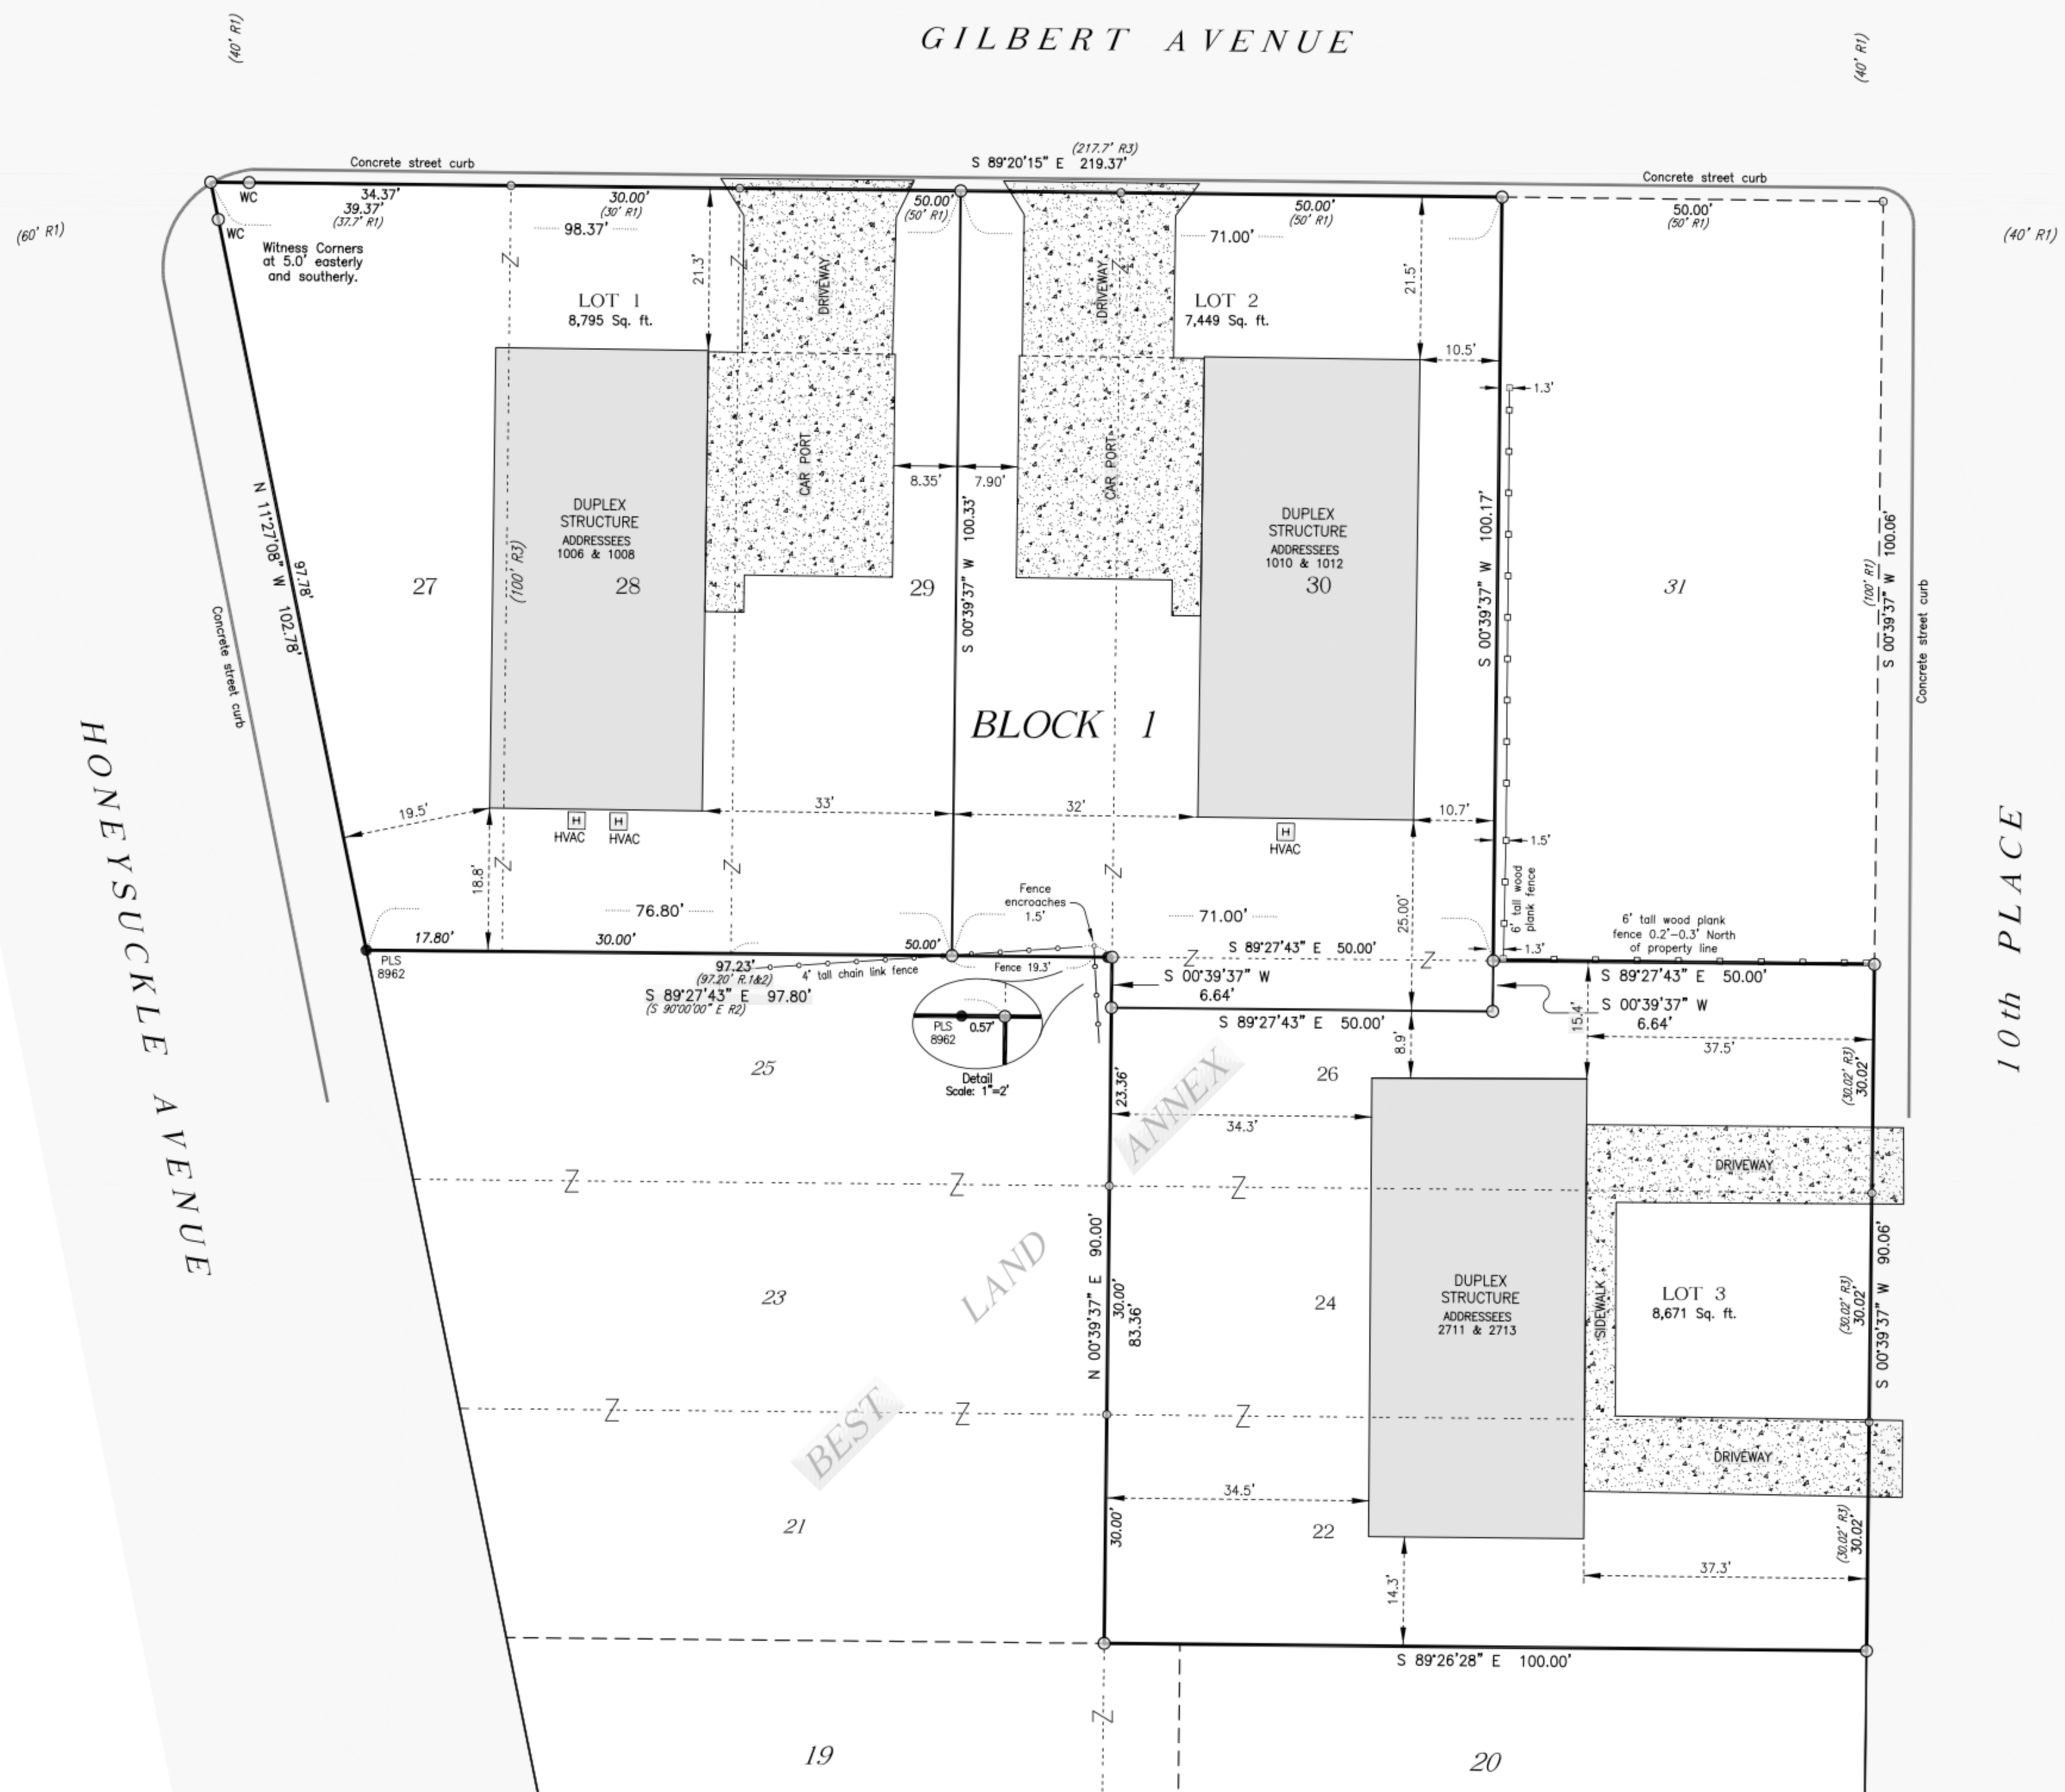 (40' R1)
GILBERT AVENUE
(40' R1)
(217.7' R3)
S 89°20'15" E 219.37'
Concrete street curb
Concrete street curb
WC
34.37'
39.37'
(37.7' R1)
30.00'
(30' R1)
98.37'
50.00'
(50' R1)
50.00'
(50' R1)
71.00'
50.00'
(50' R1)
(60' R1)
(40' R1)
WC
Witness Corners
at 5.0' easterly
and southerly.
Z
Z
Z
21.3'
DRIVEWAY
DRIVEWAY
21.5'
LOT 1
8,795 Sq. ft.
LOT 2
7,449 Sq. ft.
10.5'
1.3'
CAR PORT
CAR PORT
8.35'
7.90'
N 11°27'08" W 102.78'
97.78'
DUPLEX
STRUCTURE
ADDRESSEES
1006 & 1008
DUPLEX
STRUCTURE
ADDRESSEES
1010 & 1012
(100' R3)
S 00°39'37" W 100.33'
S 00°39'37" W 100.17'
(100' R1)
S 00°39'37" W 100.06'
27
28
29
30
31
Concrete street curb
Concrete street curb
BLOCK 1
HONEYSUCKLE AVENUE
10th PLACE
19.5'
33'
32'
10.7'
H
H
HVAC
HVAC
H
HVAC
1.5'
18.8'
Z
Z
Z
Fence
encroaches
1.5'
76.80'
71.00'
25.00'
6' tall wood
plank fence
6' tall wood plank
fence 0.2'-0.3' North
of property line
17.80'
30.00'
50.00'
S 89°27'43" E 50.00'
1.3'
PLS
8962
97.23'
(97.20' R.1&2)
S 89°27'43" E 97.80'
(S 90°00'00" E R2)
4' tall chain link fence
Fence 19.3'
Z
Z
S 00°39'37" W
6.64'
S 89°27'43" E 50.00'
S 00°39'37" W
6.64'
15.4'
PLS
8962
0.57'
Detail
Scale: 1"=2'
S 89°27'43" E 50.00'
8.9'
37.5'
25
26
23.36'
34.3'
(30.02' R3)
30.02'
ANNEX
DRIVEWAY
Z
Z
Z
LAND
N 00°39'37" E 90.00'
30.00'
83.36'
23
24
DUPLEX
STRUCTURE
ADDRESSEES
2711 & 2713
SIDEWALK
LOT 3
8,671 Sq. ft.
(30.02' R3)
30.02'
S 00°39'37" W 90.06'
Z
Z
Z
BEST
DRIVEWAY
34.5'
21
22
30.00'
(30.02' R3)
30.02'
14.3'
37.3'
S 89°26'28" E 100.00'
Z
19
20